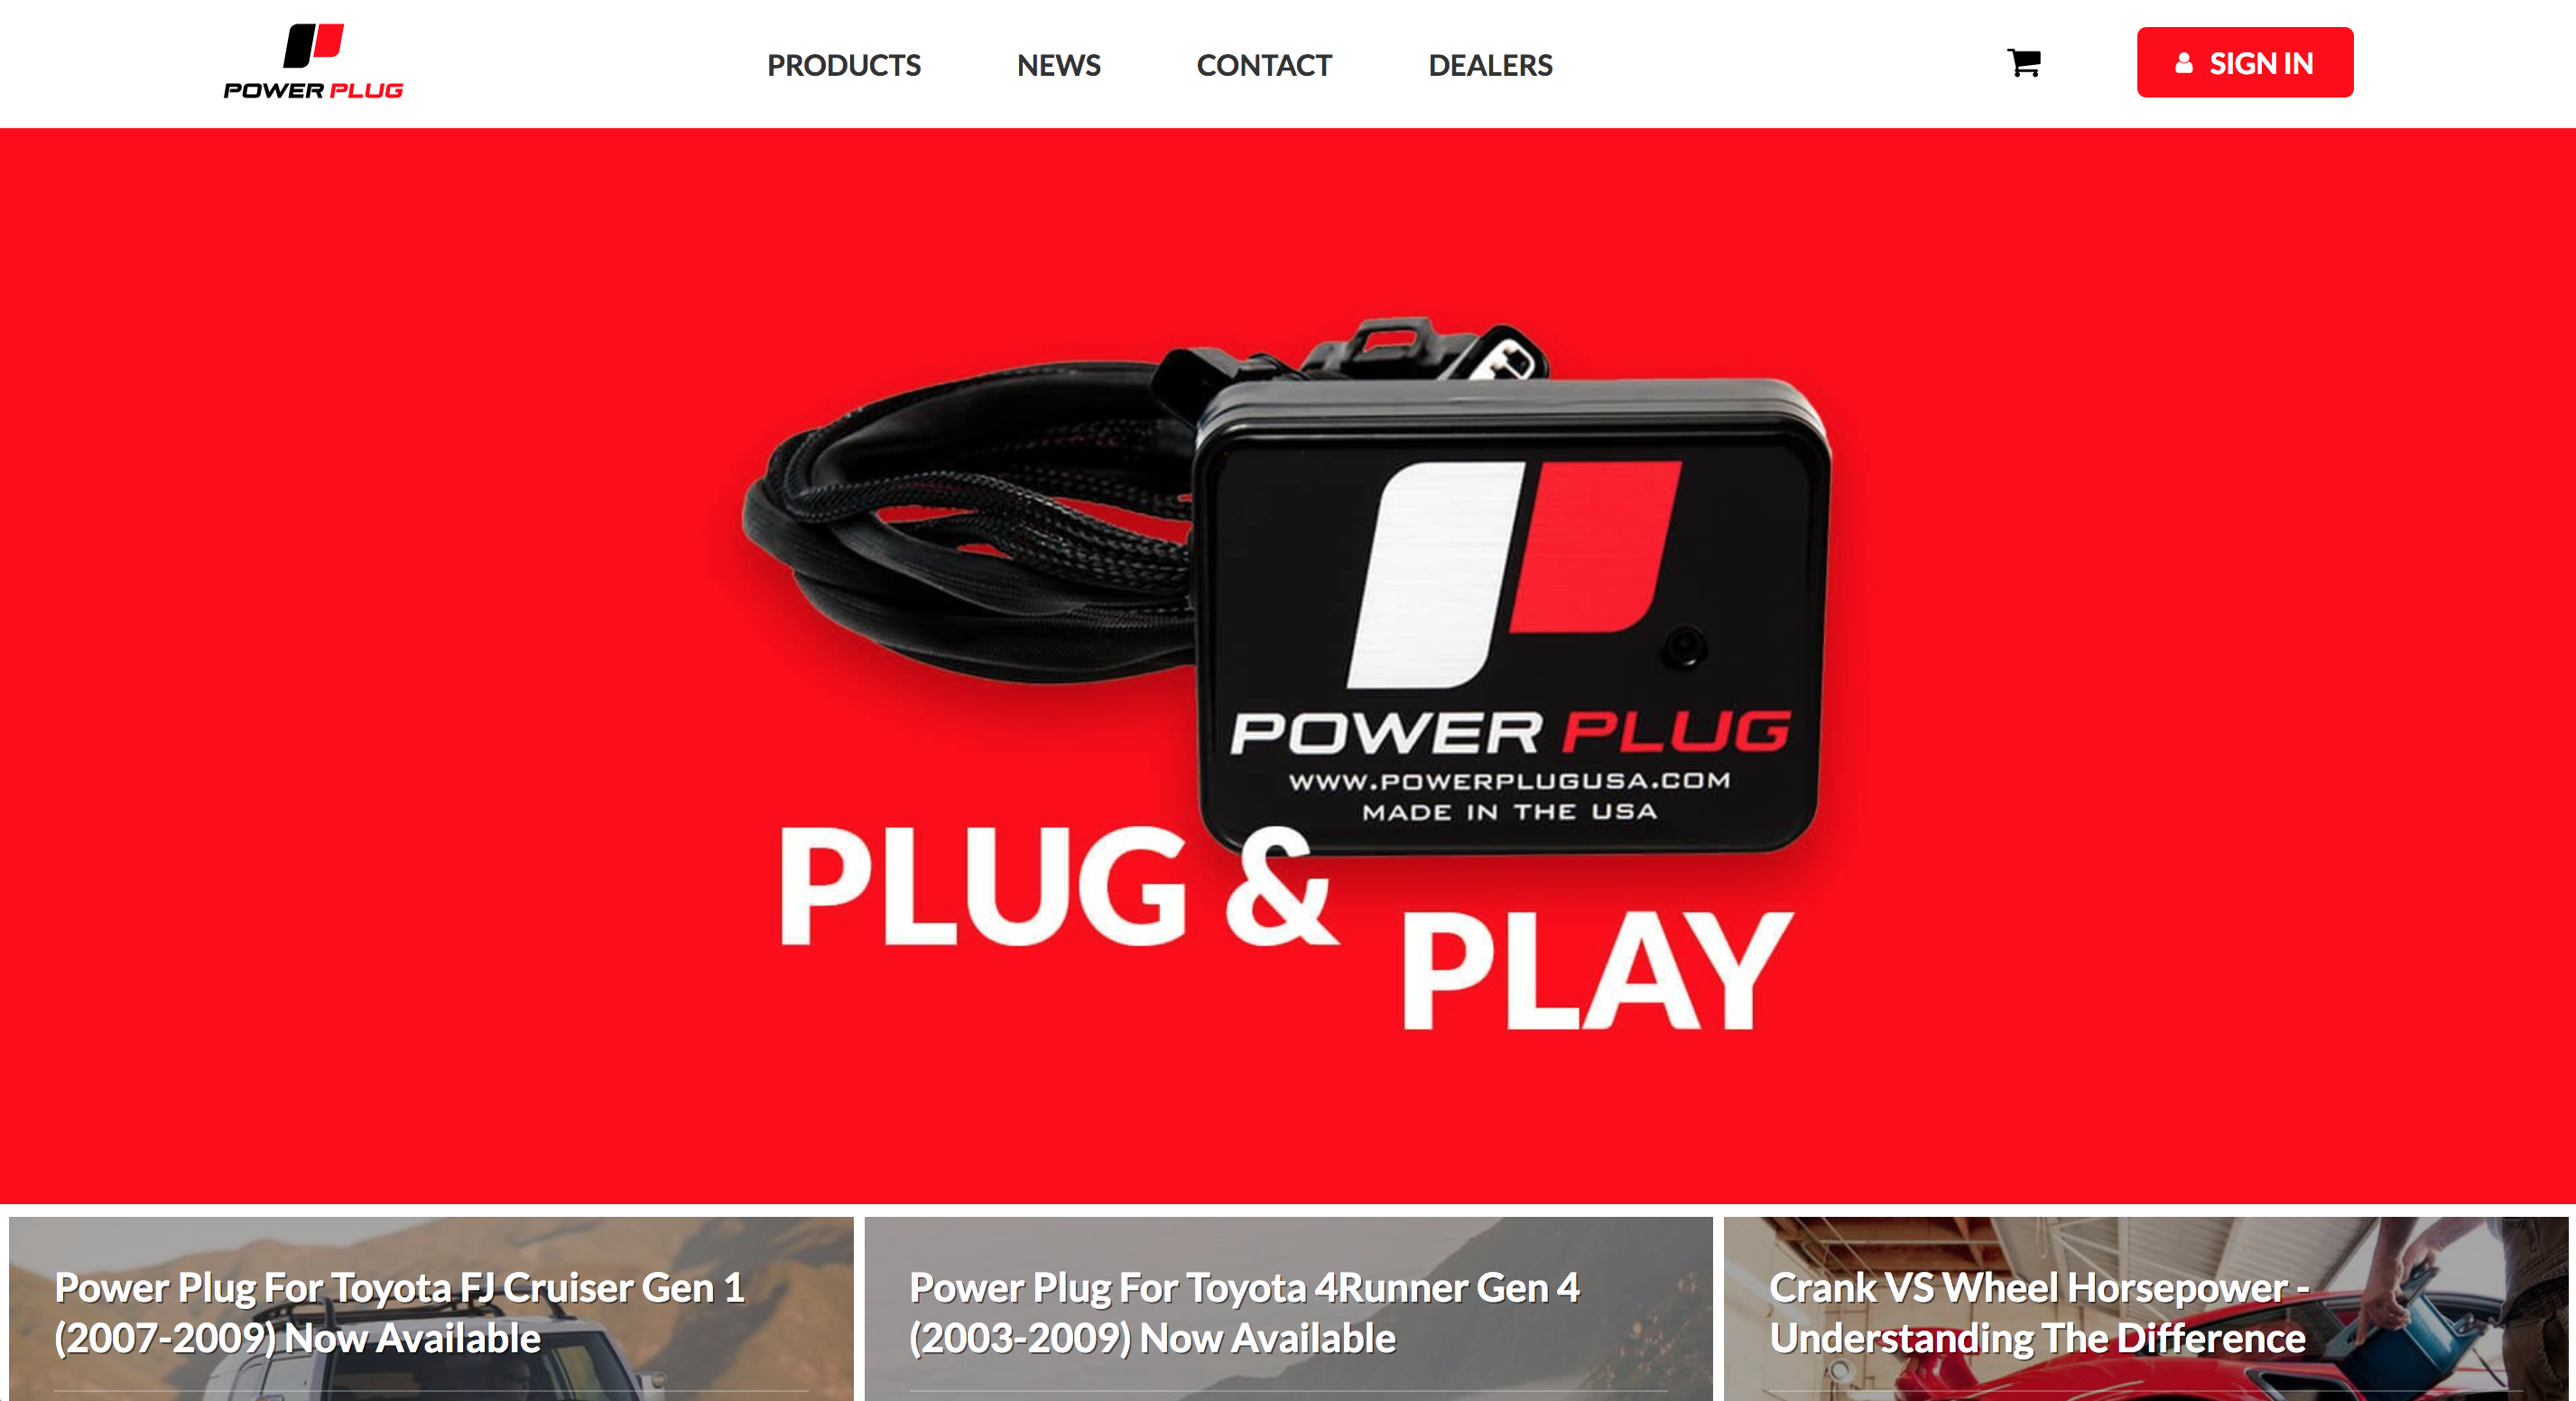 POWER PLUG
PRODUCTS
NEWS
CONTACT
DEALERS
SIGN IN
POWER PLUG
WWW.POWERPLUGUSA.COM
MADE IN THE USA
PLUG &
PLAY
Power Plug For Toyota FJ Cruiser Gen 1
(2007-2009) Now Available
Power Plug For Toyota 4Runner Gen 4
(2003-2009) Now Available
Crank VS Wheel Horsepower -
Understanding The Difference